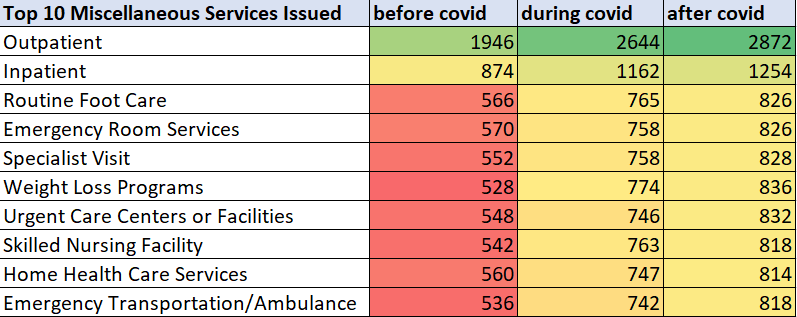 Top 10 Miscellaneous Services Issued before covid during covid after covid
Outpatient 1946 2644 2872
Inpatient 874 1162 1254
Routine Foot Care 566 765 826
Emergency Room Services 570 758 826
Specialist Visit 552 758 828
Weight Loss Programs 528 774 836
Urgent Care Centers or Facilities 548 746 832
Skilled Nursing Facility 542 763 818
Home Health Care Services 560 747 814
Emergency Transportation/Ambulance 536 742 818